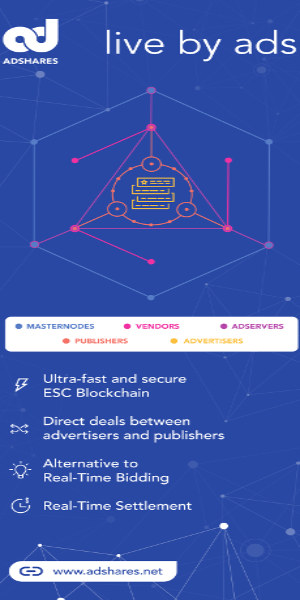 ad
ADSHARES
live by ads
MASTERNODES VENDORS ADSERVERS
PUBLISHERS ADVERTISERS
Ultra-fast and secure
ESC Blockchain
Direct deals between
advertisers and publishers
Alternative to
Real-Time Bidding
$
Real-Time Settlement
www.adshares.net